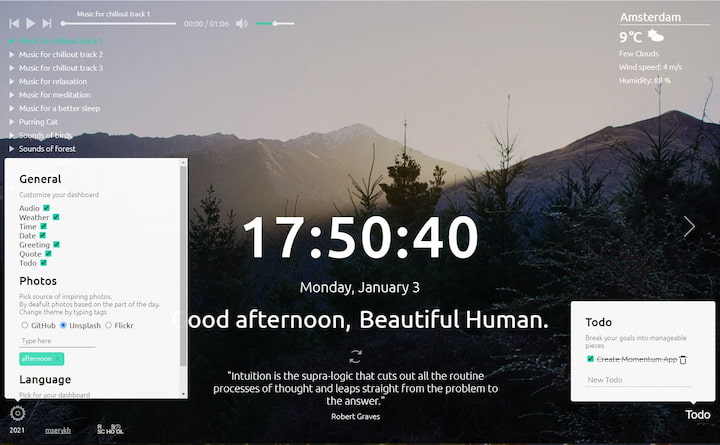 Music for chillout track 1
00:00 / 01:06
Music for chillout track 1
Music for chillout track 2
Music for chillout track 3
Music for relaxation
Music for meditation
Music for a better sleep
Purring Cat
Sounds of birds
Sounds of forest
Amsterdam
9°C
Few Clouds
Wind speed: 4 m/s
Humidity: 88 %
General
Customize your dashboard
Audio
Weather
Time
Date
Greeting
Quote
Todo
Photos
Pick source of inspiring photos.
By deafult photos based on the part of the day.
Change theme by typing tags
GitHub Unsplash Flickr
Type here
afternoon ×
Language
Pick for your dashboard
17:50:40
Monday, January 3
Good afternoon, Beautiful Human.
"Intuition is the supra-logic that cuts out all the routine
processes of thought and leaps straight from the problem to
the answer."
Robert Graves
Todo
Break your goals into manageable
pieces
Create Momentum App
New Todo
Todo
2021
mserykh
RS
SCHOOL